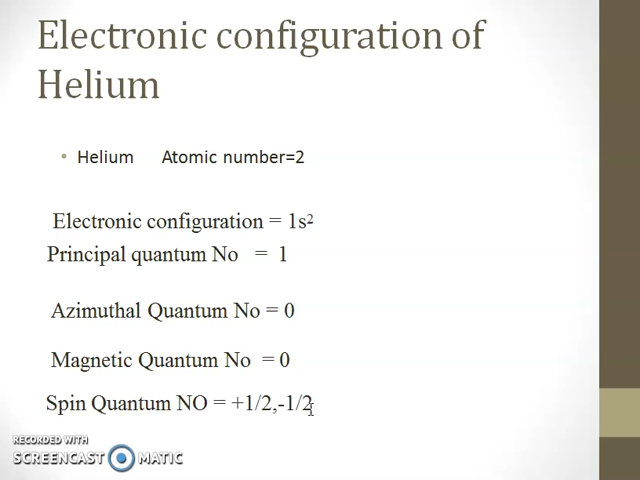 Electronic configuration of
Helium
• Helium Atomic number=2
Electronic configuration = 1s²
Principal quantum No = 1
Azimuthal Quantum No = 0
Magnetic Quantum No = 0
Spin Quantum NO = +1/2,-1/2
RECORDED WITH
SCREENCAST MATIC